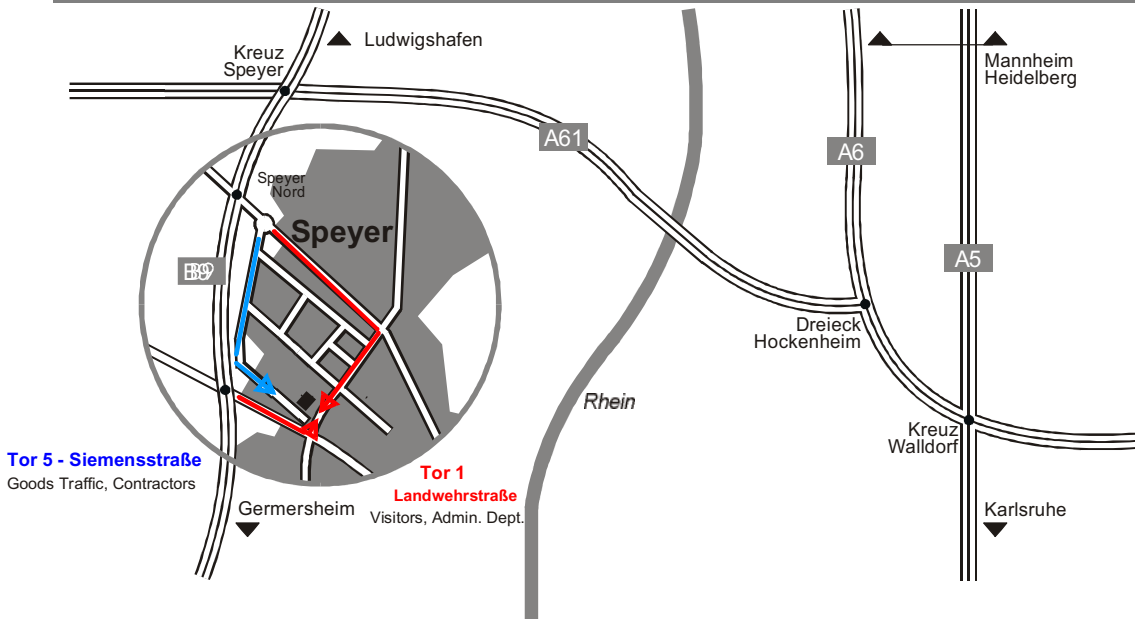 Ludwigshafen
Kreuz
Speyer
Mannheim
Heidelberg
A61
A6
Speyer
Nord
Speyer
B9
A5
Dreieck
Hockenheim
Rhein
Kreuz
Walldorf
Tor 5 - Siemensstraße
Goods Traffic, Contractors
Tor 1
Landwehrstraße
Visitors, Admin. Dept.
Germersheim
Karlsruhe